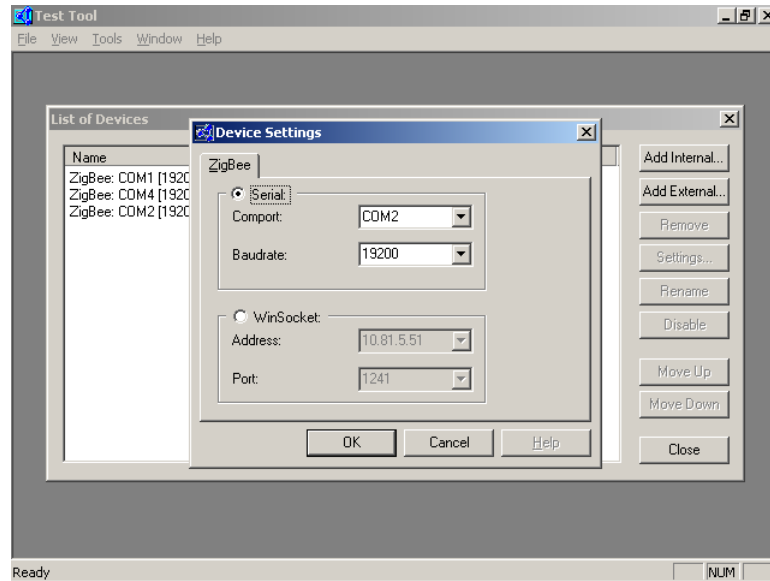 Test Tool
File View Tools Window Help
List of Devices
Name
ZigBee: COM1 [1920
ZigBee: COM4 [1920
ZigBee: COM2 [1920
Device Settings
ZigBee
Serial:
Comport: COM2
Baudrate: 19200
WinSocket:
Address: 10.81.5.51
Port: 1241
OK Cancel Help
Add Internal...
Add External...
Remove
Settings...
Rename
Disable
Move Up
Move Down
Close
Ready NUM